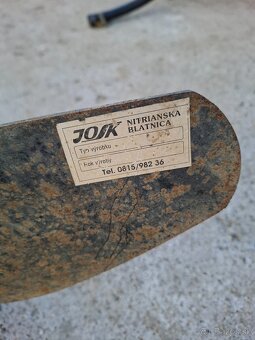 JOSK NITRIANSKA
BLATNICA
Typ výrobku
Rok výroby
Tel. 0815/982 36